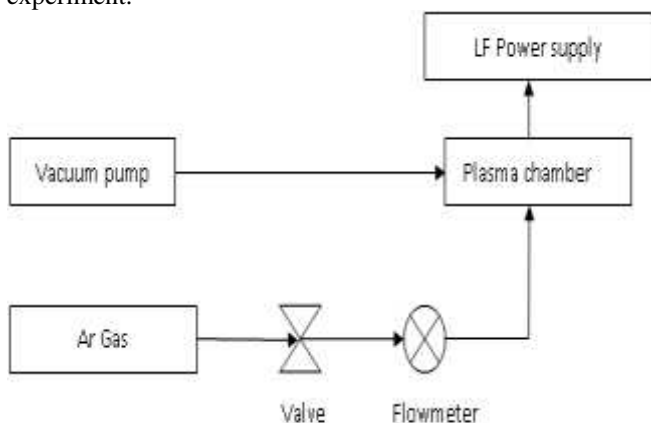 experiment.
LF Power supply
Vacuum pump
Plasma chamber
Ar Gas
Valve
Flowmeter